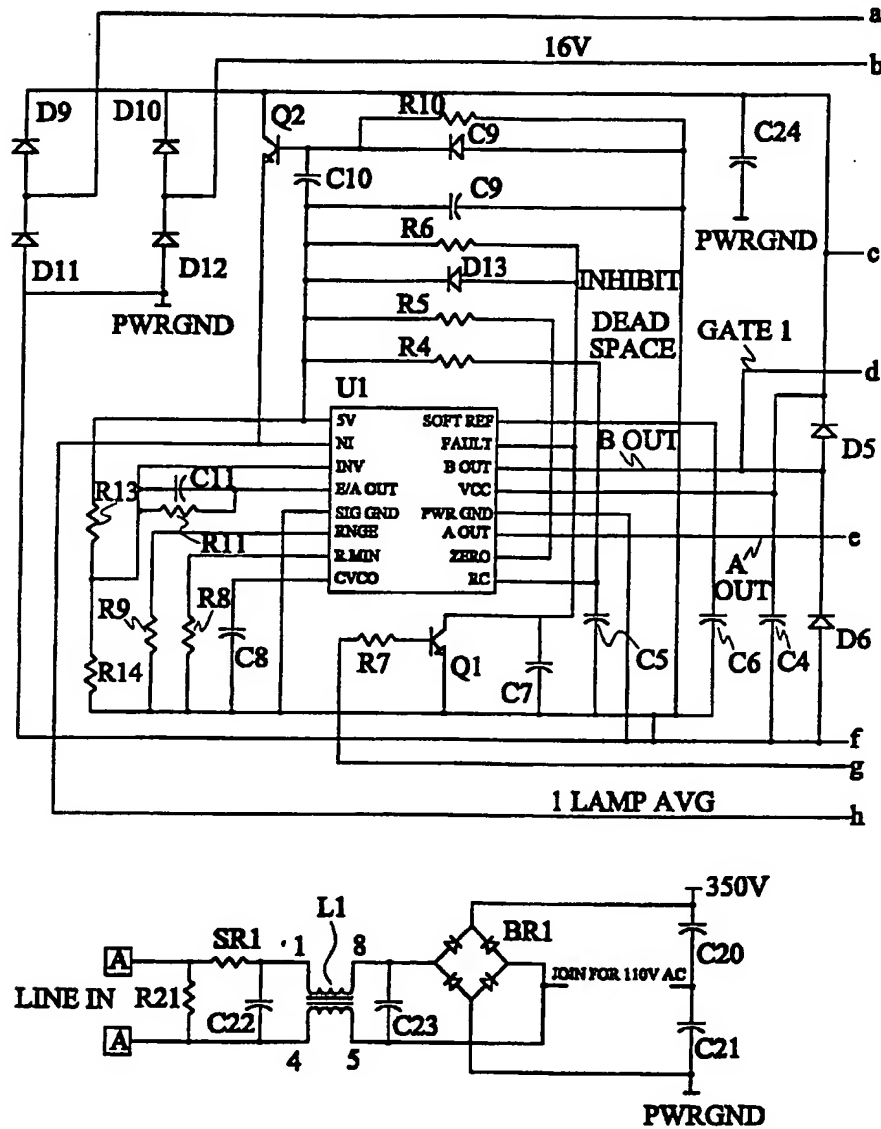 a
16V
b
D9 D10 Q2 R10
C9 C24
C10
C9
R6 PWRGND
D11 D12 D13 INHIBIT c
PWRGND R5 DEAD
SPACE GATE 1
R4 d
U1
5V SOFT REF
NI FAULT B OUT D5
INV B OUT
C11 E/A OUT VCC
R13 SIG GND PWR GND
R11 RNGE A OUT e
R MIN ZERO A
OUT
CVCO RC
R9 R8 C8 R7 Q1 C7 C5 C6 C4 D6
R14
f
g
1 LAMP AVG h
350V
L1
SR1 1 8 BR1 C20
A
LINE IN R21 C22 C23 JOIN FOR 110V AC
A 4 5 C21
PWRGND